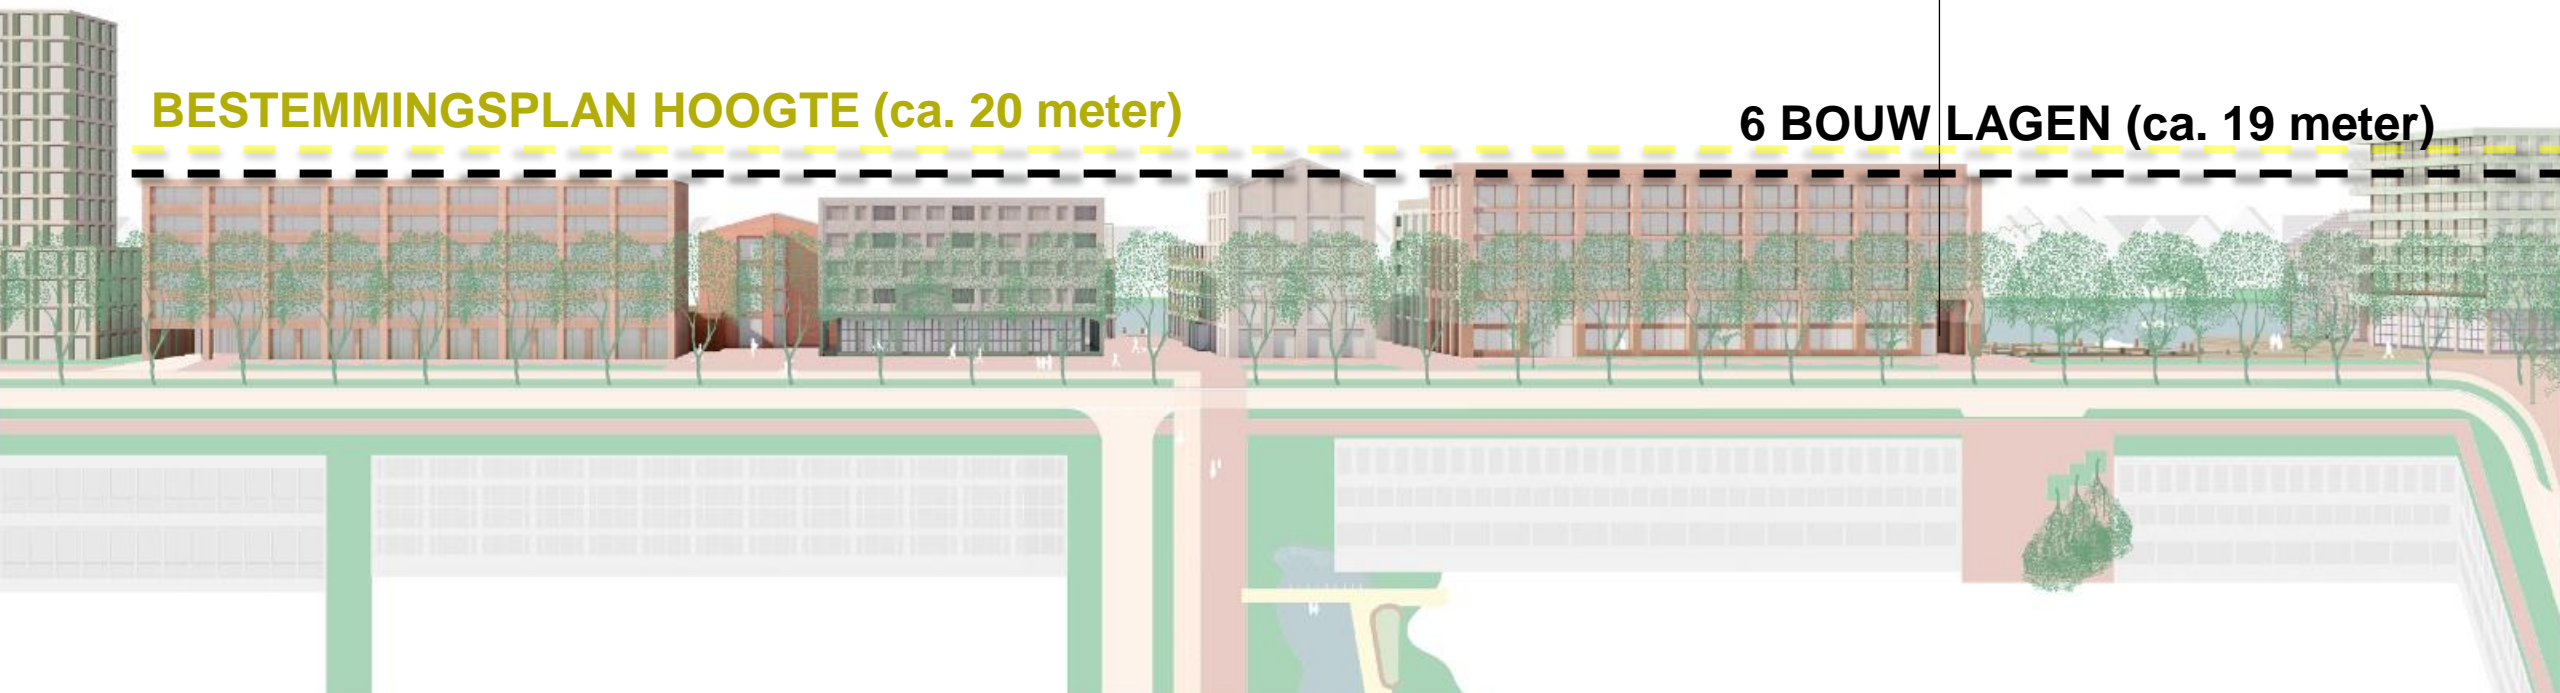 BESTEMMINGSPLAN HOOGTE (ca. 20 meter)
6 BOUW LAGEN (ca. 19 meter)